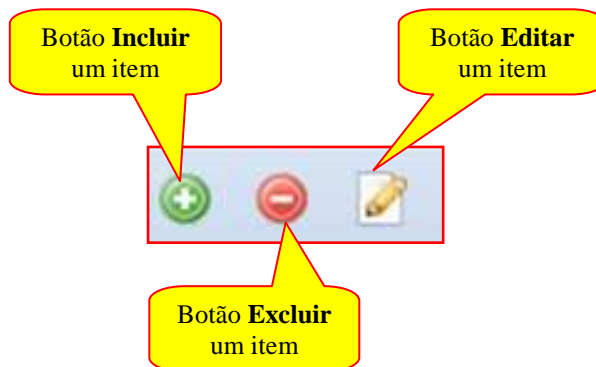 Botão Incluir
um item
Botão Editar
um item
Botão Excluir
um item